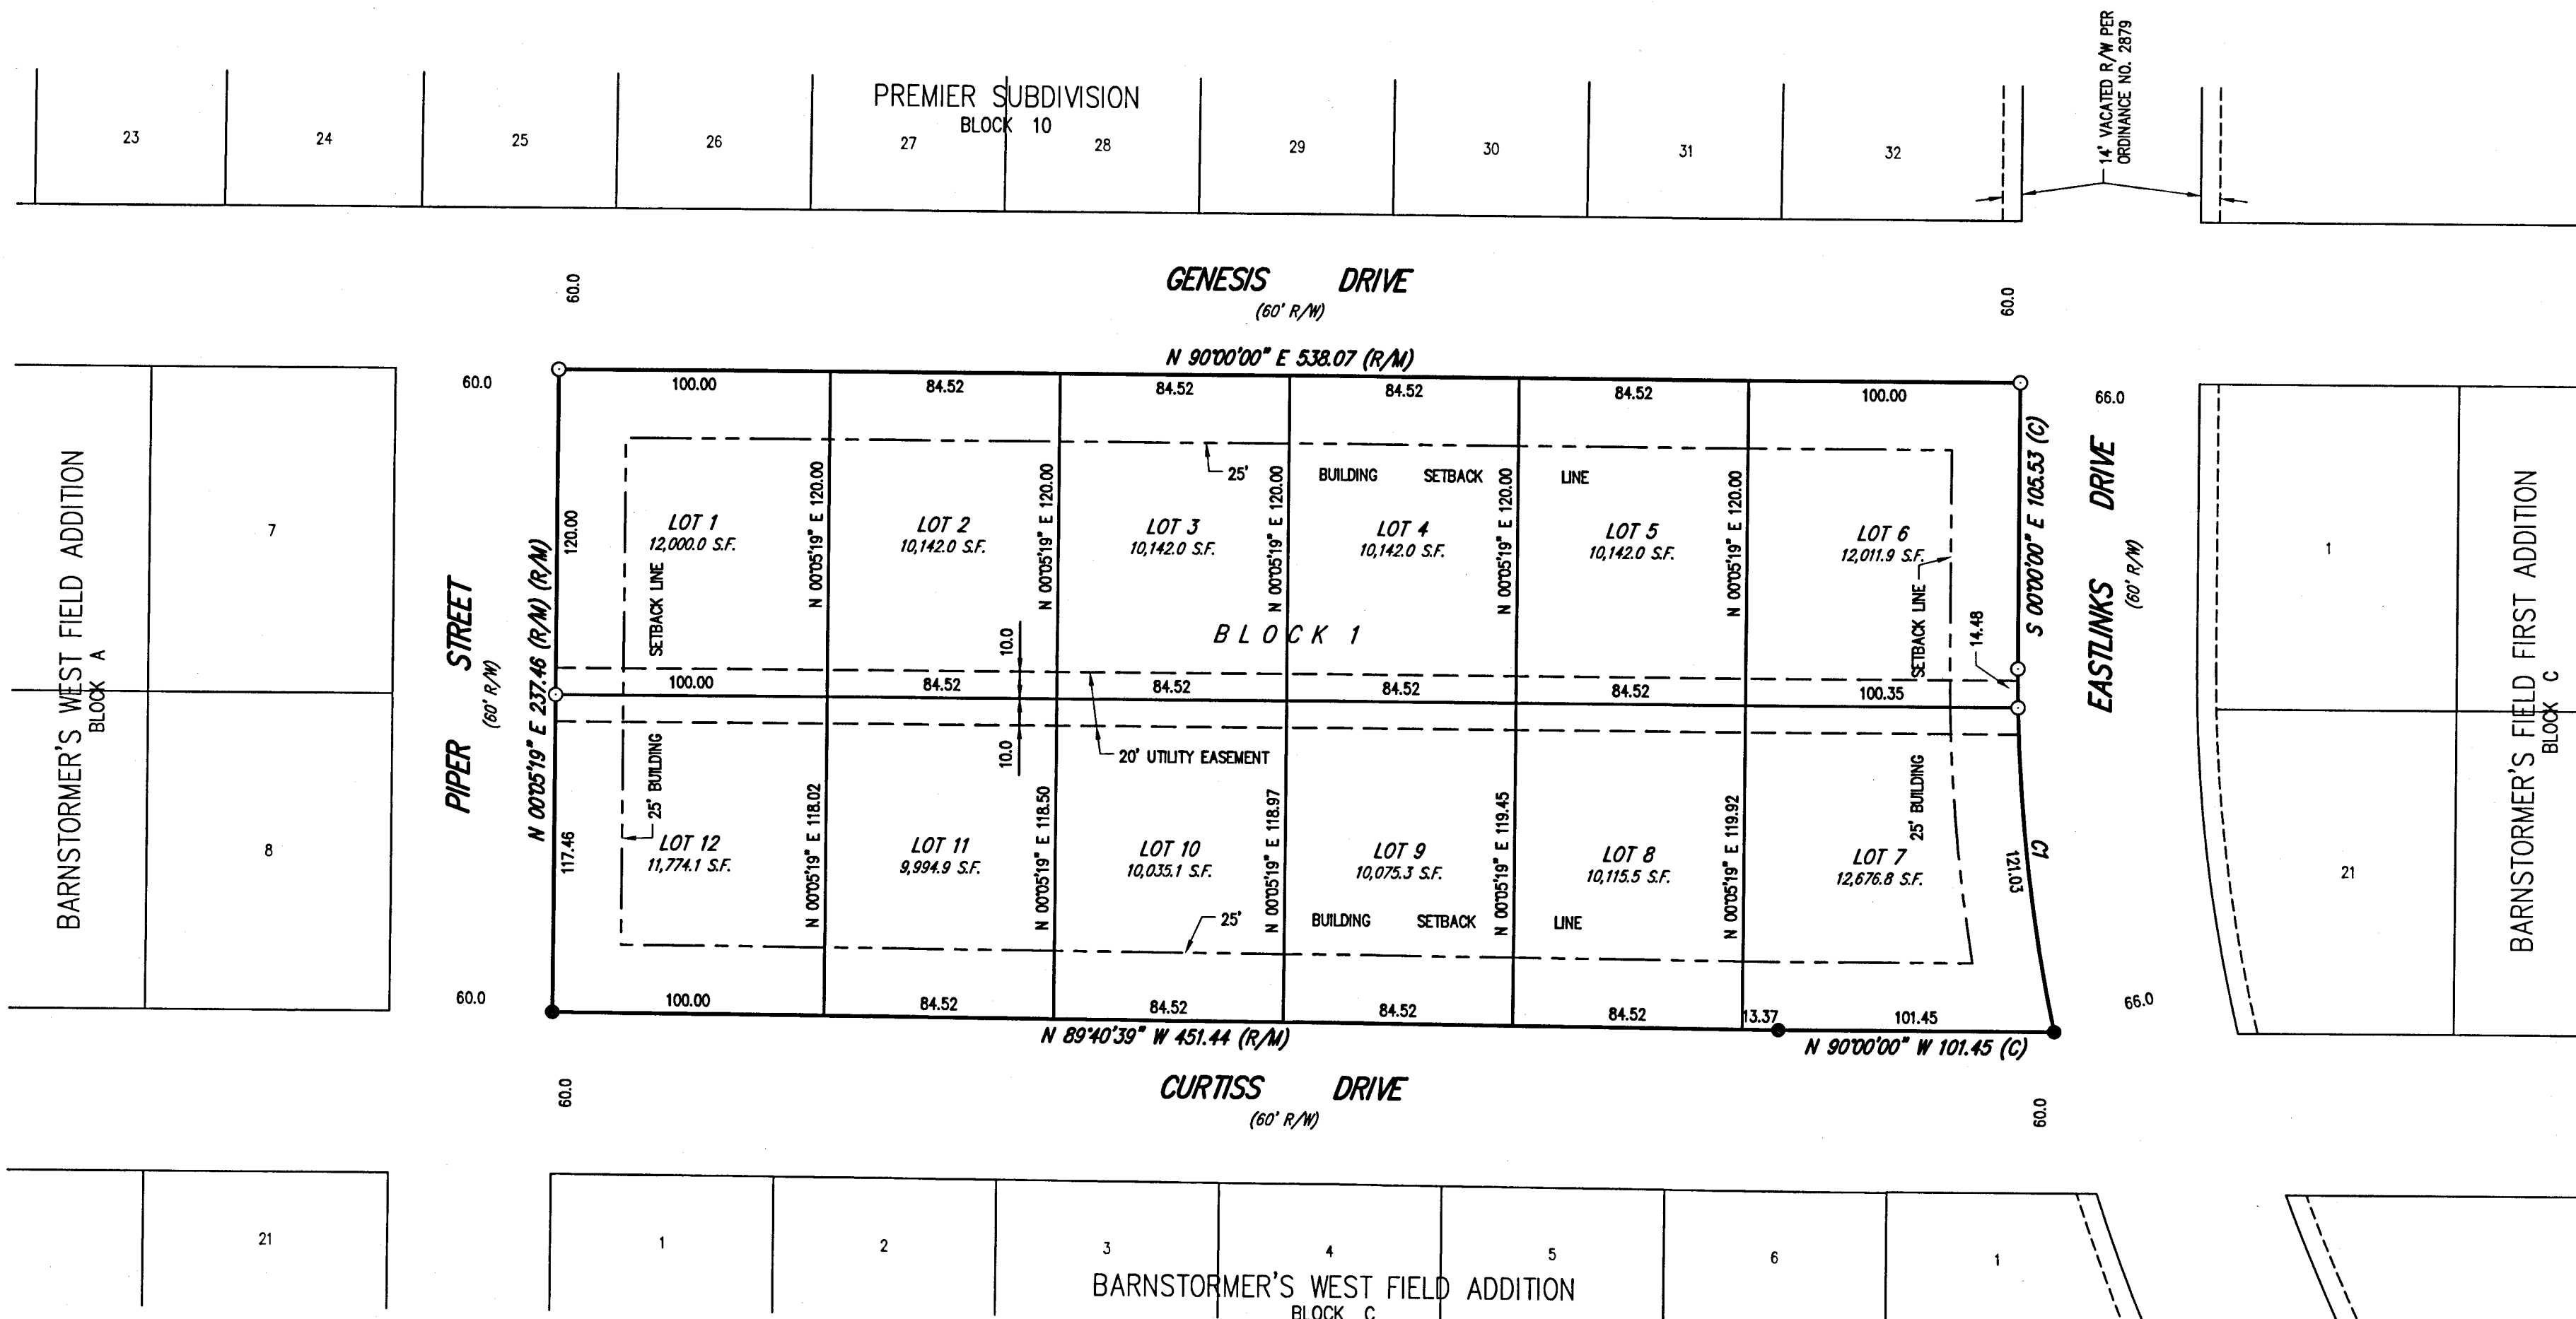 14' VACATED R/W PER
ORDINANCE NO. 2879
PREMIER SUBDIVISION
BLOCK 10
23
24
25
26
27
28
29
30
31
32
60.0
GENESIS DRIVE
(60' R/W)
60.0
N 90°00'00" E 538.07 (R/M)
60.0
100.00
84.52
84.52
84.52
84.52
100.00
66.0
BARNSTORMER'S WEST FIELD ADDITION
BLOCK A
7
8
PIPER STREET
(60' R/W)
N 00°05'19" E 237.46 (R/M) (R/M)
120.00
117.46
25' BUILDING SETBACK LINE
LOT 1
12,000.0 S.F.
N 00°05'19" E 120.00
LOT 2
10,142.0 S.F.
N 00°05'19" E 120.00
LOT 3
10,142.0 S.F.
N 00°05'19" E 120.00
LOT 4
10,142.0 S.F.
N 00°05'19" E 120.00
LOT 5
10,142.0 S.F.
N 00°05'19" E 120.00
LOT 6
12,011.9 S.F.
25' BUILDING SETBACK LINE
BLOCK 1
10.0
10.0
14.48
S 00°00'00" E 105.53 (C)
EASTLINKS DRIVE
(60' R/W)
1
21
BARNSTORMER'S FIELD FIRST ADDITION
BLOCK C
100.00
84.52
84.52
84.52
84.52
100.35
20' UTILITY EASEMENT
25' BUILDING SETBACK LINE
LOT 12
11,774.1 S.F.
N 00°05'19" E 118.02
LOT 11
9,994.9 S.F.
N 00°05'19" E 118.50
LOT 10
10,035.1 S.F.
N 00°05'19" E 118.97
LOT 9
10,075.3 S.F.
N 00°05'19" E 119.45
LOT 8
10,115.5 S.F.
N 00°05'19" E 119.92
LOT 7
12,676.8 S.F.
C1
121.03
25' BUILDING SETBACK LINE
60.0
100.00
84.52
84.52
84.52
84.52
13.37
101.45
66.0
N 89°40'39" W 451.44 (R/M)
N 90°00'00" W 101.45 (C)
60.0
CURTISS DRIVE
(60' R/W)
60.0
21
1
2
3
4
5
6
1
BARNSTORMER'S WEST FIELD ADDITION
BLOCK C